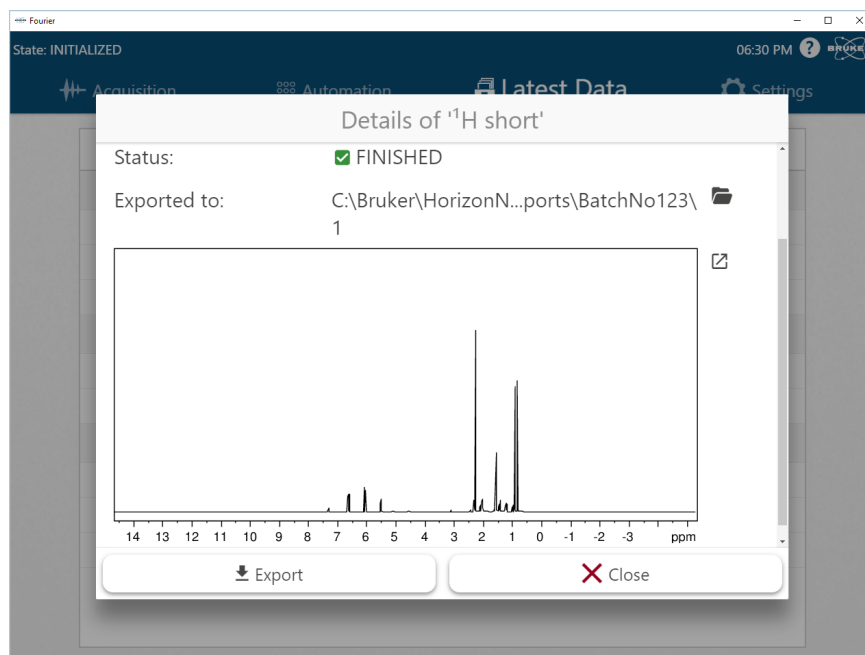 Fourier
State: INITIALIZED
06:30 PM
?
BRUKER
Acquisition
Automation
Latest Data
Settings
Details of '¹H short'
Status: FINISHED
Exported to: C:\Bruker\HorizonN...ports\BatchNo123\
1
14 13 12 11 10 9 8 7 6 5 4 3 2 1 0 -1 -2 -3 ppm
Export
Close